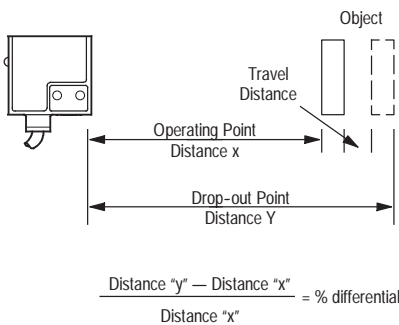 Object
Travel
Distance
Operating Point
Distance x
Drop-out Point
Distance Y
Distance “y” — Distance “x”
= % differential
Distance “x”